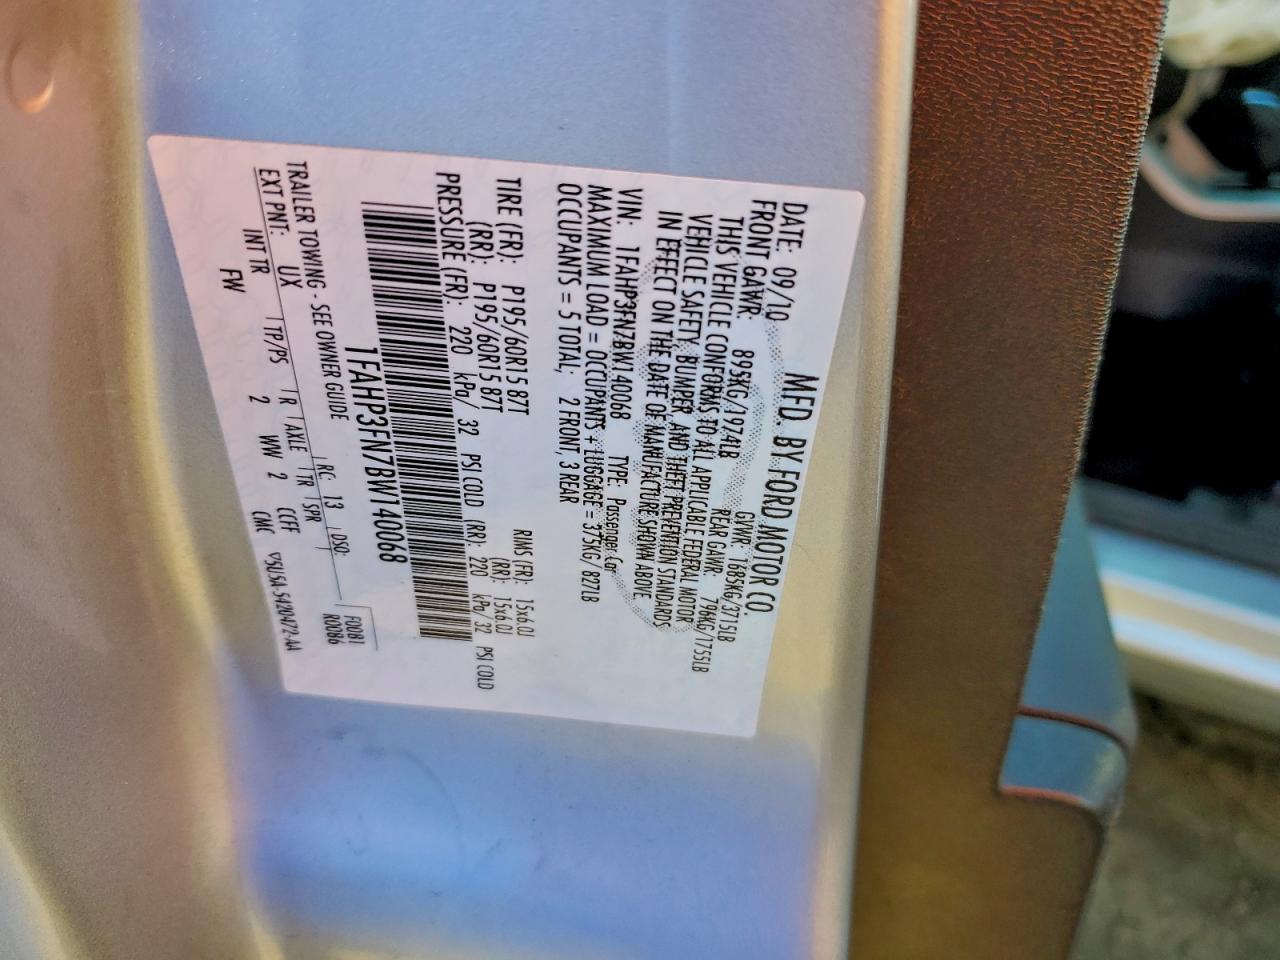 MFD. BY FORD MOTOR CO.
DATE: 09/10 GVWR: 1685KG/3715LB
FRONT GAWR: 895KG/1974LB REAR GAWR: 796KG/1755LB
THIS VEHICLE CONFORMS TO ALL APPLICABLE FEDERAL MOTOR
VEHICLE SAFETY, BUMPER, AND THEFT PREVENTION STANDARDS
IN EFFECT ON THE DATE OF MANUFACTURE SHOWN ABOVE.
VIN: 1FAHP3FN7BW140068 TYPE: Passenger Car
MAXIMUM LOAD = OCCUPANTS + LUGGAGE = 375KG/ 827LB
OCCUPANTS = 5 TOTAL, 2 FRONT, 3 REAR
TIRE (FR): P195/60R15 87T RIMS (FR): 15x6.0J
(RR): P195/60R15 87T (RR): 15x6.0J
PRESSURE (FR): 220 kPa/ 32 PSI COLD (RR): 220 kPa/ 32 PSI COLD
1FAHP3FN7BW140068
F0081
TRAILER TOWING - SEE OWNER GUIDE RC: 13 DSO: R0086
EXT PNT: UX
INT TR TP/PS R AXLE TR SPR
FW 2 WW 2 CCFF CMC ▽5U5A-5420472-AA